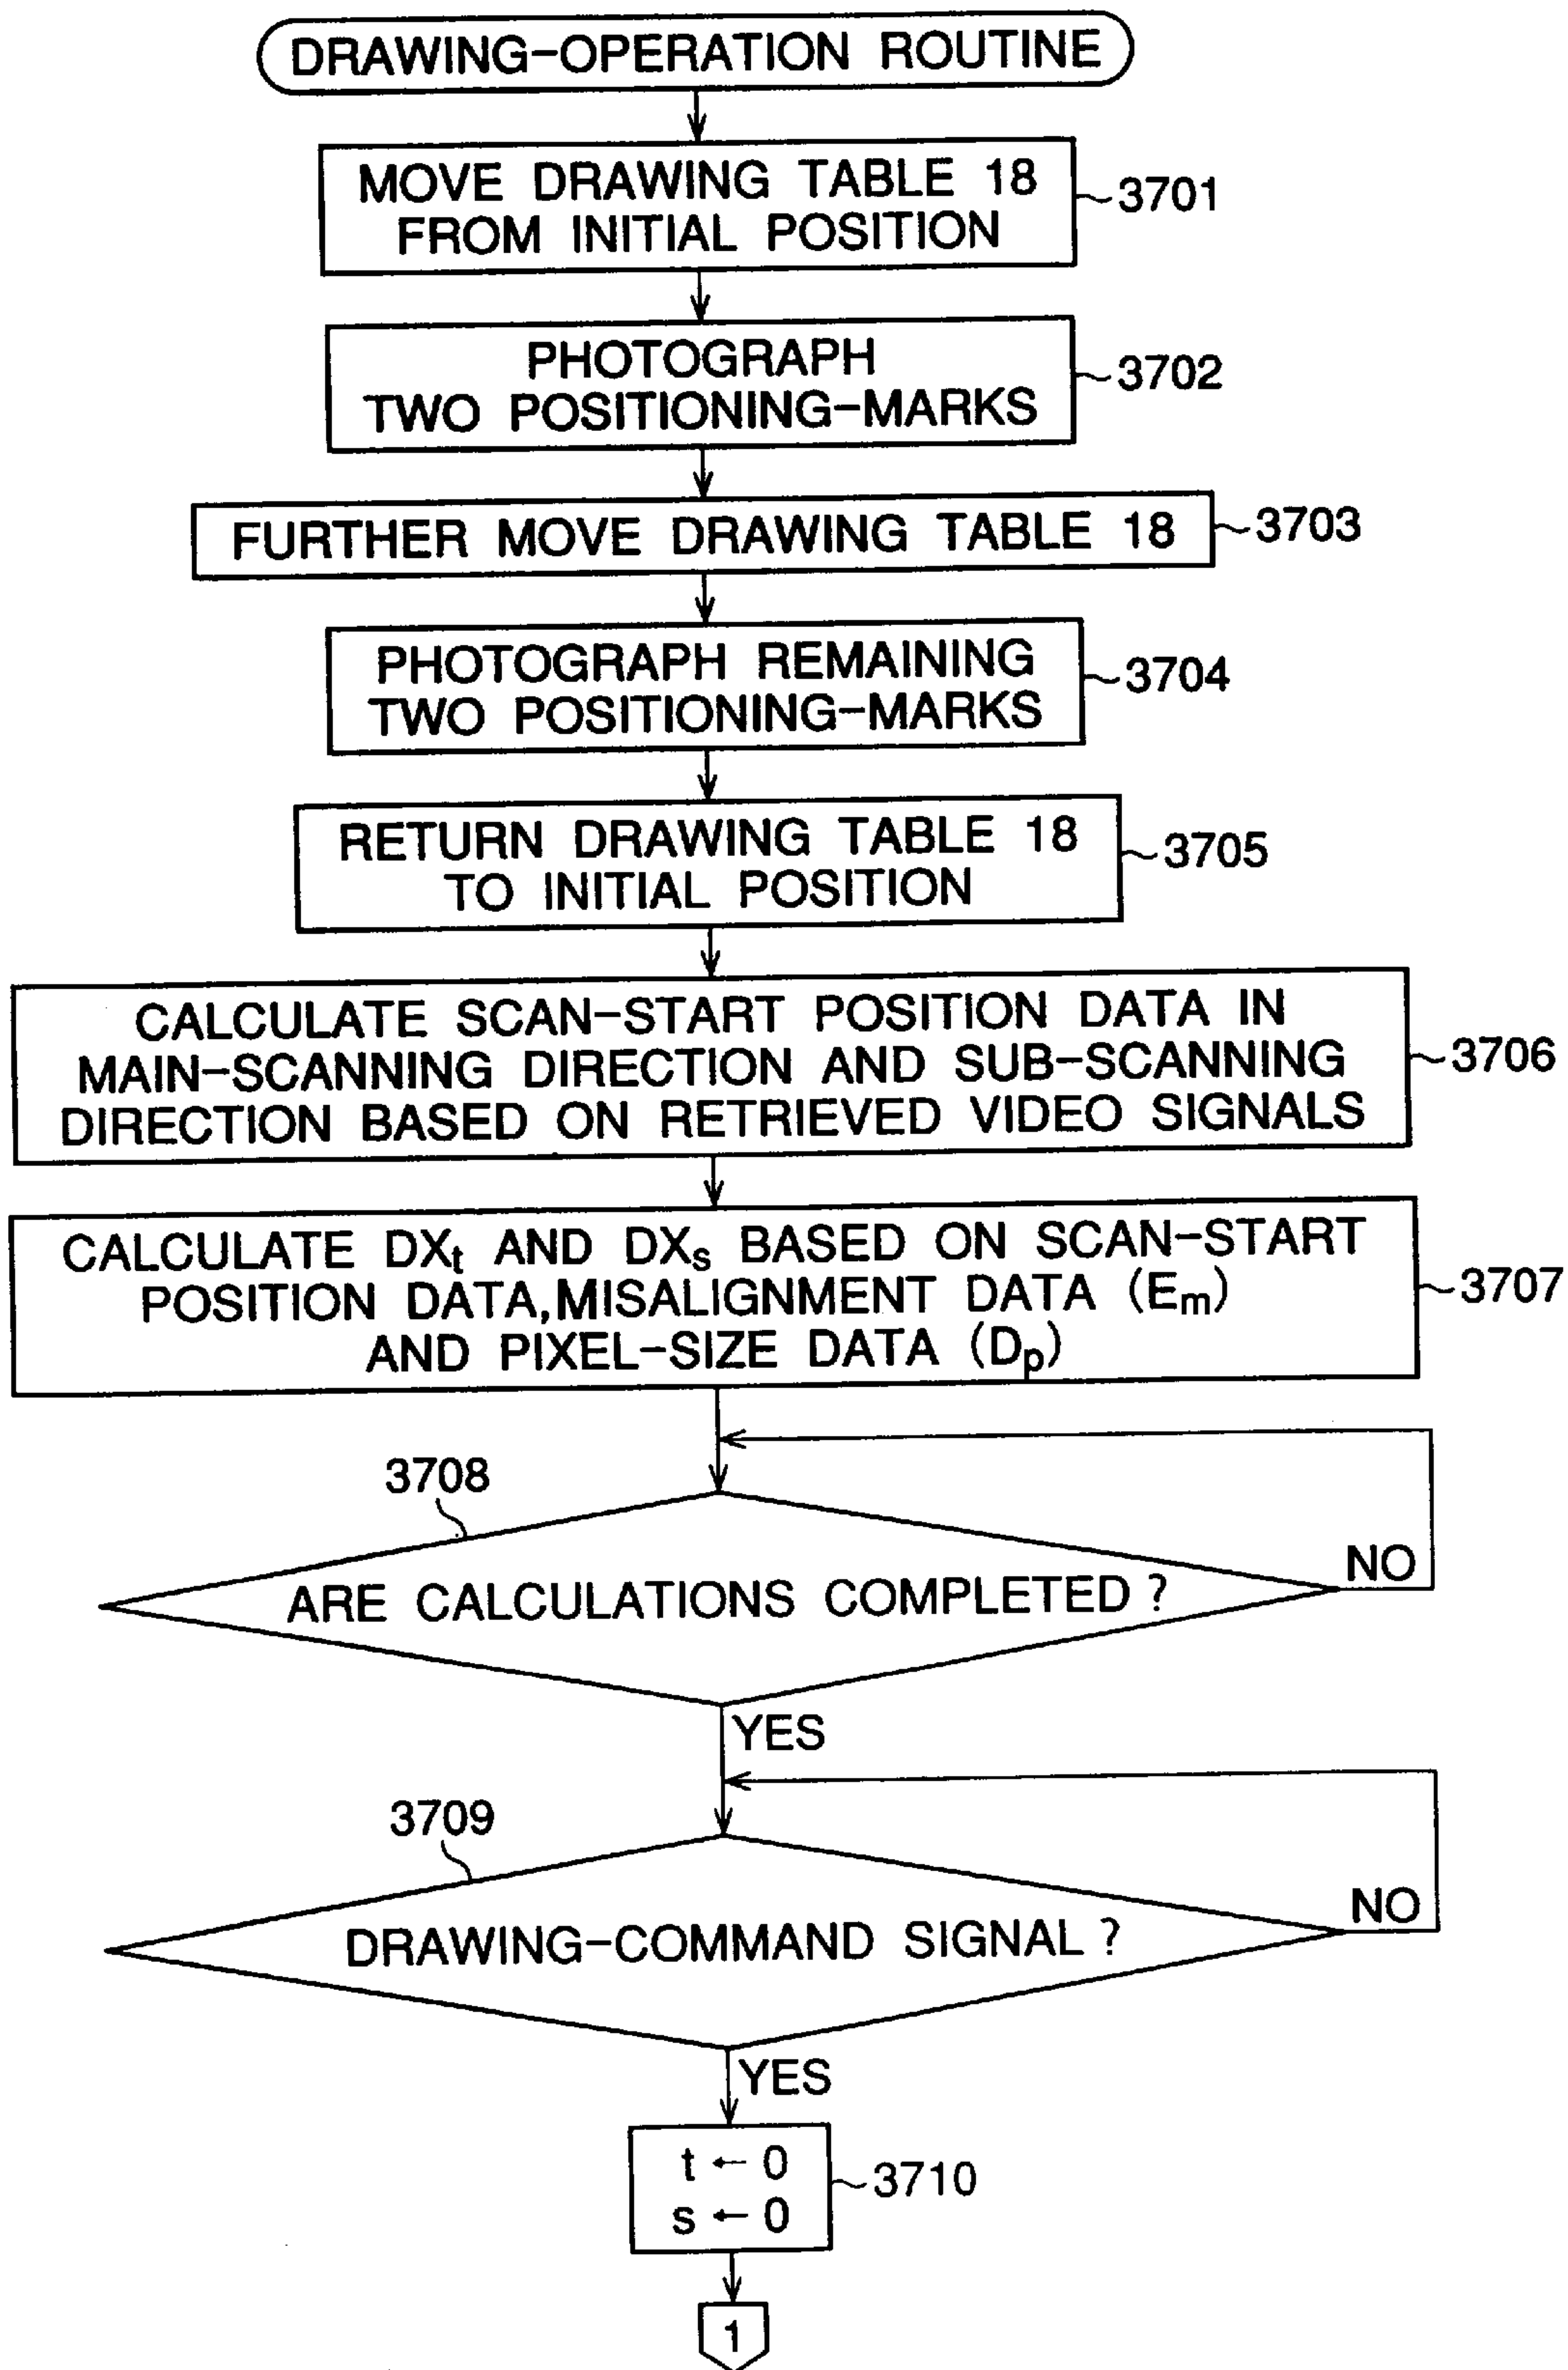 DRAWING-OPERATION ROUTINE
MOVE DRAWING TABLE 18
FROM INITIAL POSITION
3701
PHOTOGRAPH
TWO POSITIONING-MARKS
3702
FURTHER MOVE DRAWING TABLE 18
3703
PHOTOGRAPH REMAINING
TWO POSITIONING-MARKS
3704
RETURN DRAWING TABLE 18
TO INITIAL POSITION
3705
CALCULATE SCAN-START POSITION DATA IN
MAIN-SCANNING DIRECTION AND SUB-SCANNING
DIRECTION BASED ON RETRIEVED VIDEO SIGNALS
3706
CALCULATE DXt AND DXs BASED ON SCAN-START
POSITION DATA, MISALIGNMENT DATA (Em)
AND PIXEL-SIZE DATA (Dp)
3707
3708
ARE CALCULATIONS COMPLETED ?
NO
YES
3709
DRAWING-COMMAND SIGNAL ?
NO
YES
t ← 0
s ← 0
3710
1